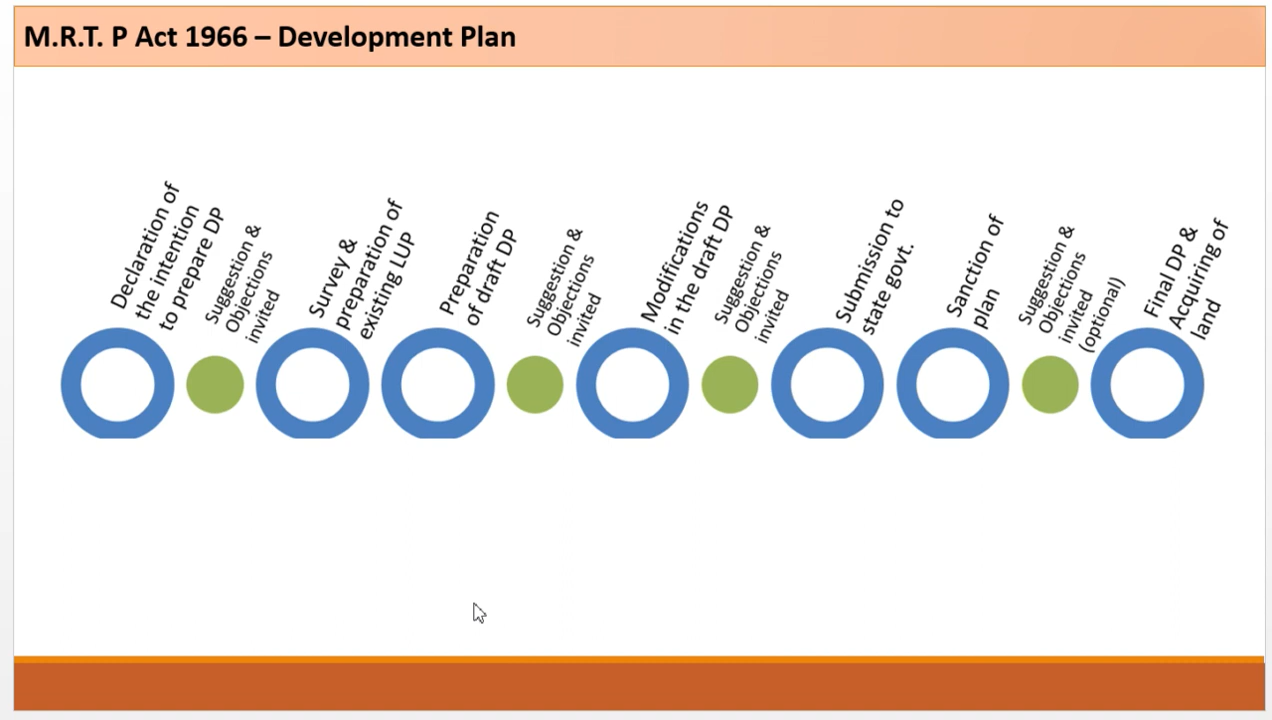 M.R.T. P Act 1966 – Development Plan
Declaration of
the intention
to prepare DP
Suggestion &
Objections
invited
Survey &
preparation of
existing LUP
Preparation
of draft DP
Suggestion &
Objections
invited
Modifications
in the draft DP
Suggestion &
Objections
invited
Submission to
state govt.
Sanction of
plan
Suggestion &
Objections
invited
(optional)
Final DP &
Acquiring of
land